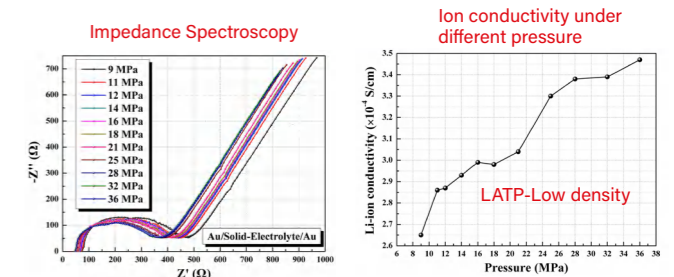 Impedance Spectroscopy
Ion conductivity under
different pressure
700
600
500
400
300
200
100
0
-Z'' (Ω)
9 MPa
11 MPa
12 MPa
14 MPa
16 MPa
18 MPa
21 MPa
25 MPa
28 MPa
32 MPa
36 MPa
Au/Solid-Electrolyte/Au
0 100 200 300 400 500 600 700 800 900 1000
Z' (Ω)
3.5
3.4
3.3
3.2
3.1
3.0
2.9
2.8
2.7
2.6
Li-ion conductivity (×10⁻⁴ S/cm)
LATP-Low density
6 8 10 12 14 16 18 20 22 24 26 28 30 32 34 36 38
Pressure (MPa)